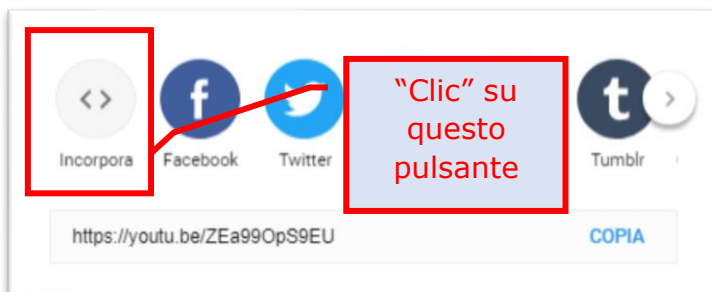 “Clic” su
questo
pulsante
Incorpora Facebook Twitter Tumblr
https://youtu.be/ZEa99OpS9EU COPIA